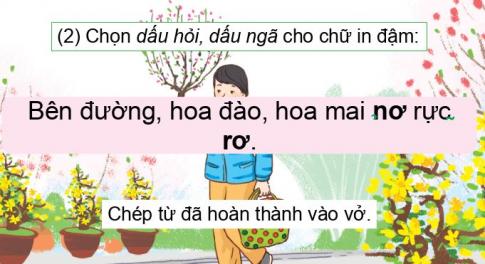 (2) Chọn dấu hỏi, dấu ngã cho chữ in đậm:
Bên đường, hoa đào, hoa mai nơ rực
rơ.
Chép từ đã hoàn thành vào vở.